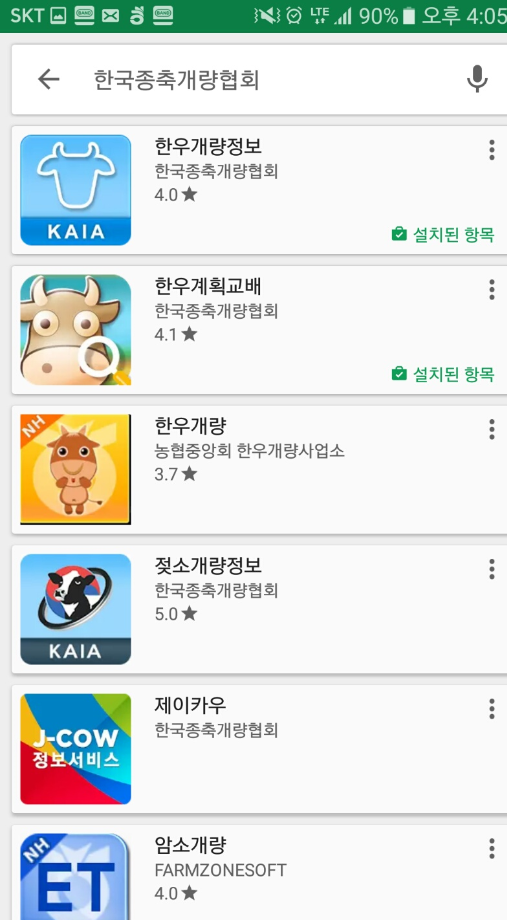 SKT LTE 90% 오후 4:05
한국종축개량협회
한우개량정보
한국종축개량협회
4.0★
KAIA
설치된 항목
한우계획교배
한국종축개량협회
4.1★
설치된 항목
NH
한우개량
농협중앙회 한우개량사업소
3.7★
젖소개량정보
한국종축개량협회
5.0★
KAIA
제이카우
한국종축개량협회
J-COW
정보서비스
NH
암소개량
FARMZONESOFT
ET
4.0★